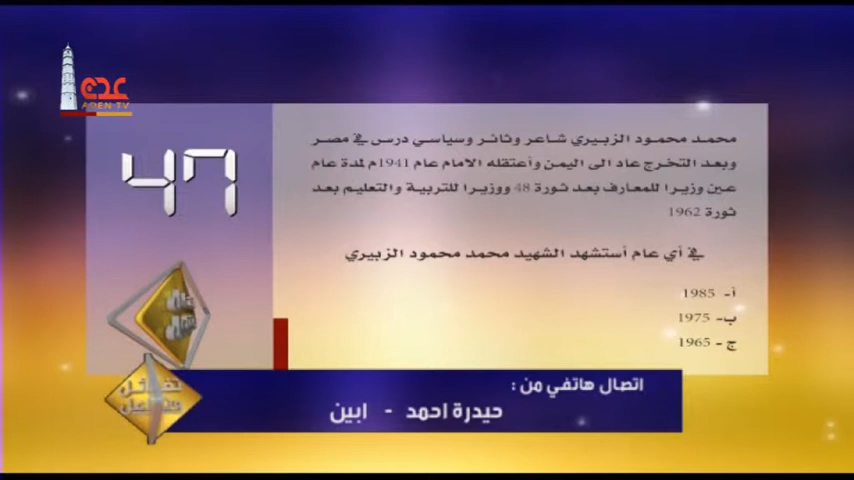 عدن
ADEN TV
47
محمد محمود الزبيري شاعر وثائر وسياسي درس في مصر
وبعد التخرج عاد الى اليمن وأعتقله الامام عام 1941م لمدة عام
عين وزيرا للمعارف بعد ثورة 48 ووزيرا للتربية والتعليم بعد
ثورة 1962
في أي عام أستشهد الشهيد محمد محمود الزبيري
أ- 1985
ب- 1975
ج - 1965
اتصال هاتفي من :
حيدرة احمد - ابين